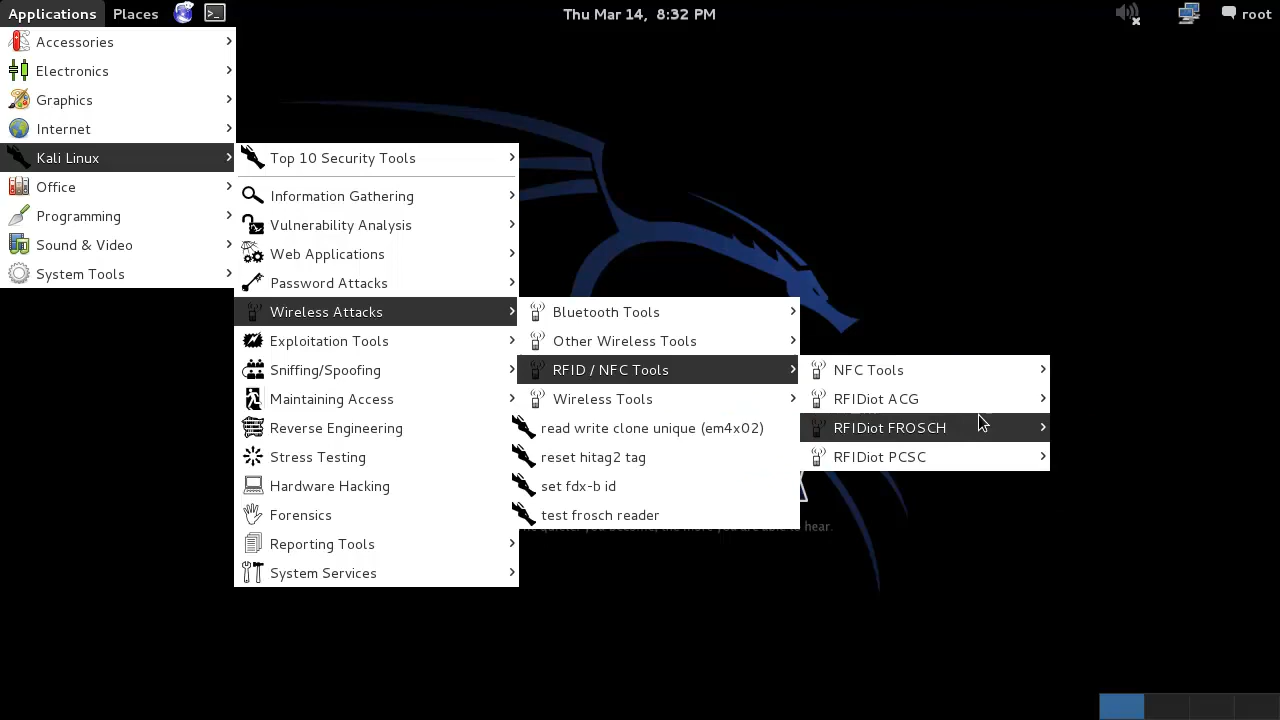 Applications Places Thu Mar 14, 8:32 PM root
Accessories
Electronics
Graphics
Internet
Kali Linux
Office
Programming
Sound & Video
System Tools
Top 10 Security Tools
Information Gathering
Vulnerability Analysis
Web Applications
Password Attacks
Wireless Attacks
Exploitation Tools
Sniffing/Spoofing
Maintaining Access
Reverse Engineering
Stress Testing
Hardware Hacking
Forensics
Reporting Tools
System Services
Bluetooth Tools
Other Wireless Tools
RFID / NFC Tools
Wireless Tools
read write clone unique (em4x02)
reset hitag2 tag
set fdx-b id
test frosch reader
NFC Tools
RFIDiot ACG
RFIDiot FROSCH
RFIDiot PCSC
hear.